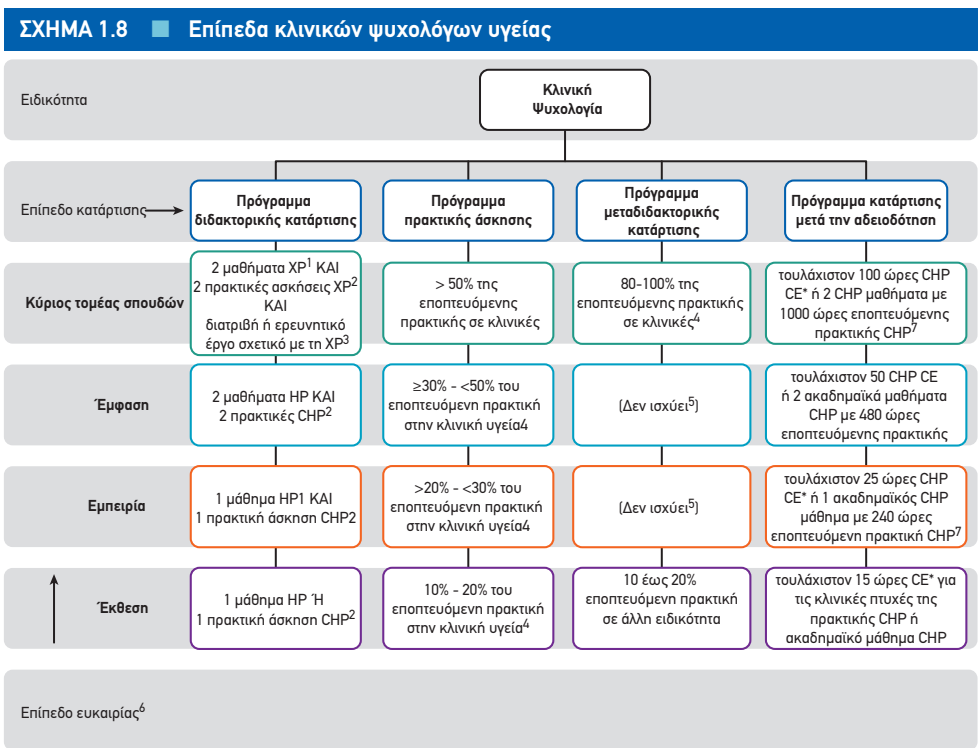 ΣΧΗΜΑ 1.8 ■ Επίπεδα κλινικών ψυχολόγων υγείας
Ειδικότητα
Κλινική
Ψυχολογία
Επίπεδο κατάρτισης
Πρόγραμμα
διδακτορικής κατάρτισης
Πρόγραμμα
πρακτικής άσκησης
Πρόγραμμα
μεταδιδακτορικής
κατάρτισης
Πρόγραμμα κατάρτισης
μετά την αδειοδότηση
Κύριος τομέας σπουδών
2 μαθήματα XP¹ ΚΑΙ
2 πρακτικές ασκήσεις XP²
ΚΑΙ
διατριβή ή ερευνητικό
έργο σχετικό με τη XP³
> 50% της
εποπτευόμενης
πρακτικής σε κλινικές
80-100% της
εποπτευόμενης πρακτικής
σε κλινικές⁴
τουλάχιστον 100 ώρες CHP
CE* ή 2 CHP μαθήματα με
1000 ώρες εποπτευόμενης
πρακτικής CHP⁷
Έμφαση
2 μαθήματα HP ΚΑΙ
2 πρακτικές CHP²
≥30% - <50% του
εποπτευόμενη πρακτική
στην κλινική υγεία4
(Δεν ισχύει⁵)
τουλάχιστον 50 CHP CE
ή 2 ακαδημαϊκά μαθήματα
CHP με 480 ώρες
εποπτευόμενης πρακτικής
Εμπειρία
1 μάθημα HP1 ΚΑΙ
1 πρακτική άσκηση CHP2
>20% - <30% του
εποπτευόμενη πρακτική
στην κλινική υγεία4
(Δεν ισχύει⁵)
τουλάχιστον 25 ώρες CHP
CE* ή 1 ακαδημαϊκός CHP
μάθημα με 240 ώρες
εποπτευόμενη πρακτική CHP⁷
Έκθεση
1 μάθημα HP Ή
1 πρακτική άσκηση CHP²
10% - 20% του
εποπτευόμενη πρακτική
στην κλινική υγεία⁴
10 έως 20%
εποπτευόμενη πρακτική
σε άλλη ειδικότητα
τουλάχιστον 15 ώρες CE* για
τις κλινικές πτυχές της
πρακτικής CHP ή
ακαδημαϊκό μάθημα CHP
Επίπεδο ευκαιρίας⁶